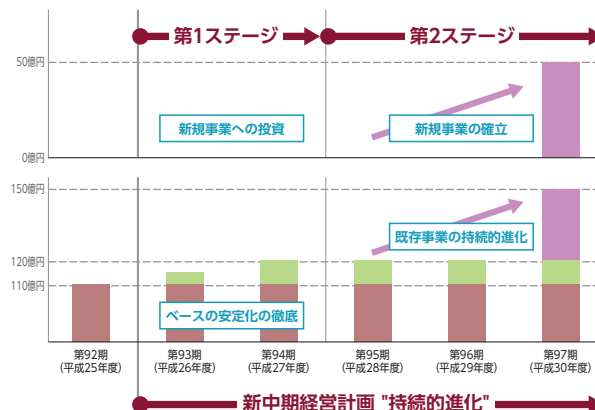 第1ステージ
第2ステージ
50億円
新規事業への投資
新規事業の確立
0億円
150億円
既存事業の持続的進化
120億円
110億円
ベースの安定化の徹底
第92期
(平成25年度)
第93期
(平成26年度)
第94期
(平成27年度)
第95期
(平成28年度)
第96期
(平成29年度)
第97期
(平成30年度)
新中期経営計画 "持続的進化"